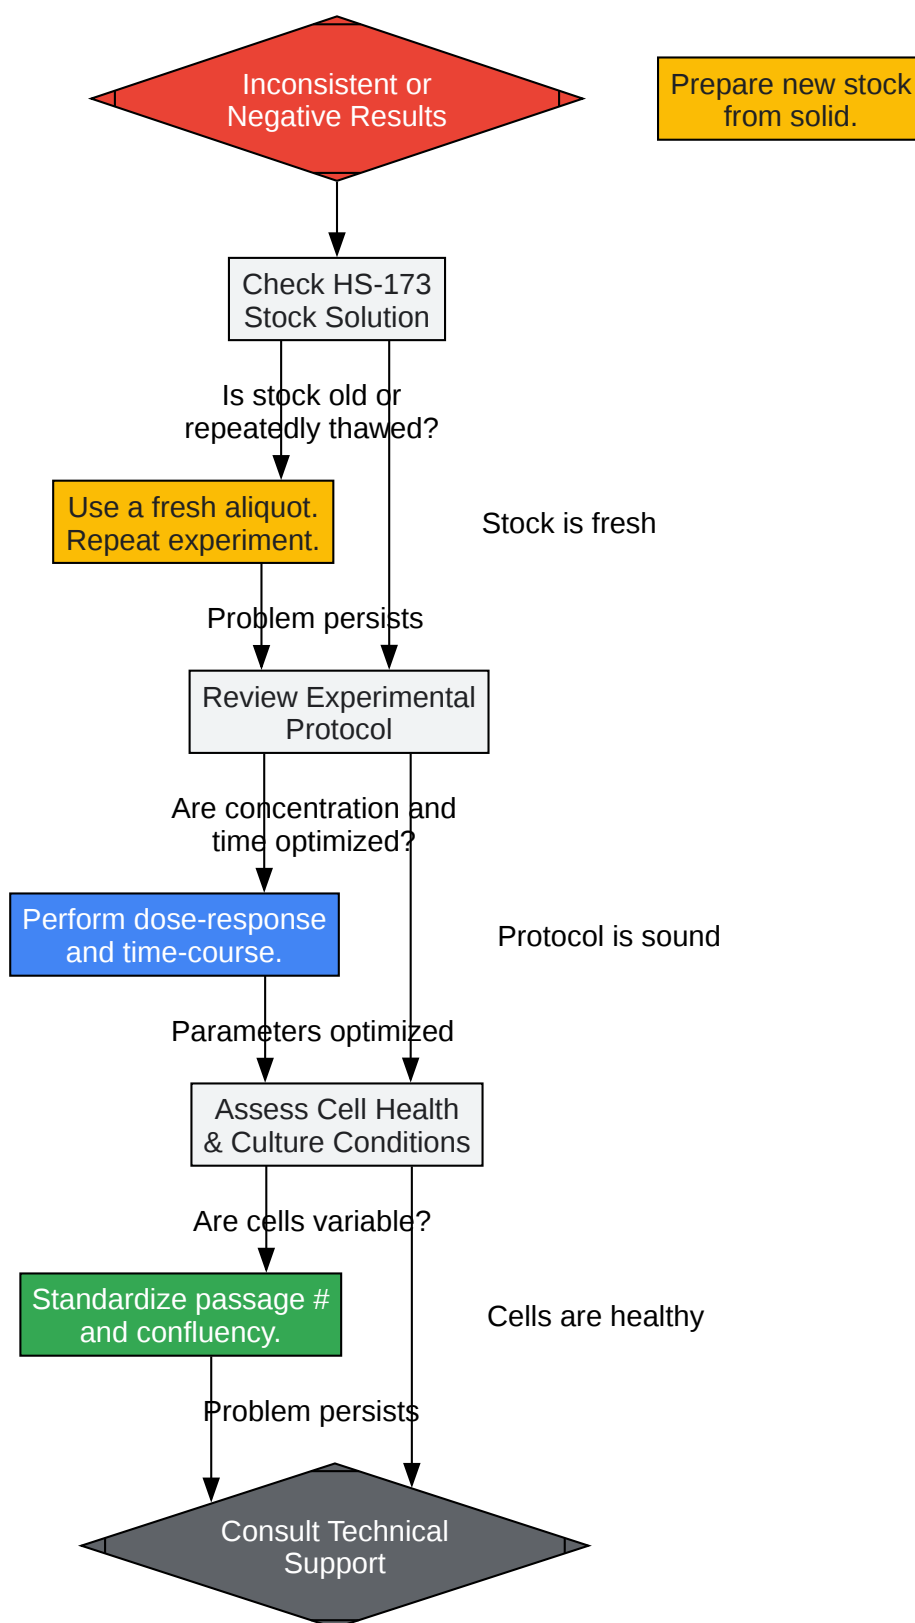 Inconsistent or
Negative Results
Prepare new stock
from solid.
Check HS-173
Stock Solution
Is stock old or
repeatedly thawed?
Use a fresh aliquot.
Repeat experiment.
Stock is fresh
Problem persists
Review Experimental
Protocol
Are concentration and
time optimized?
Perform dose-response
and time-course.
Protocol is sound
Parameters optimized
Assess Cell Health
& Culture Conditions
Are cells variable?
Standardize passage #
and confluency.
Cells are healthy
Problem persists
Consult Technical
Support